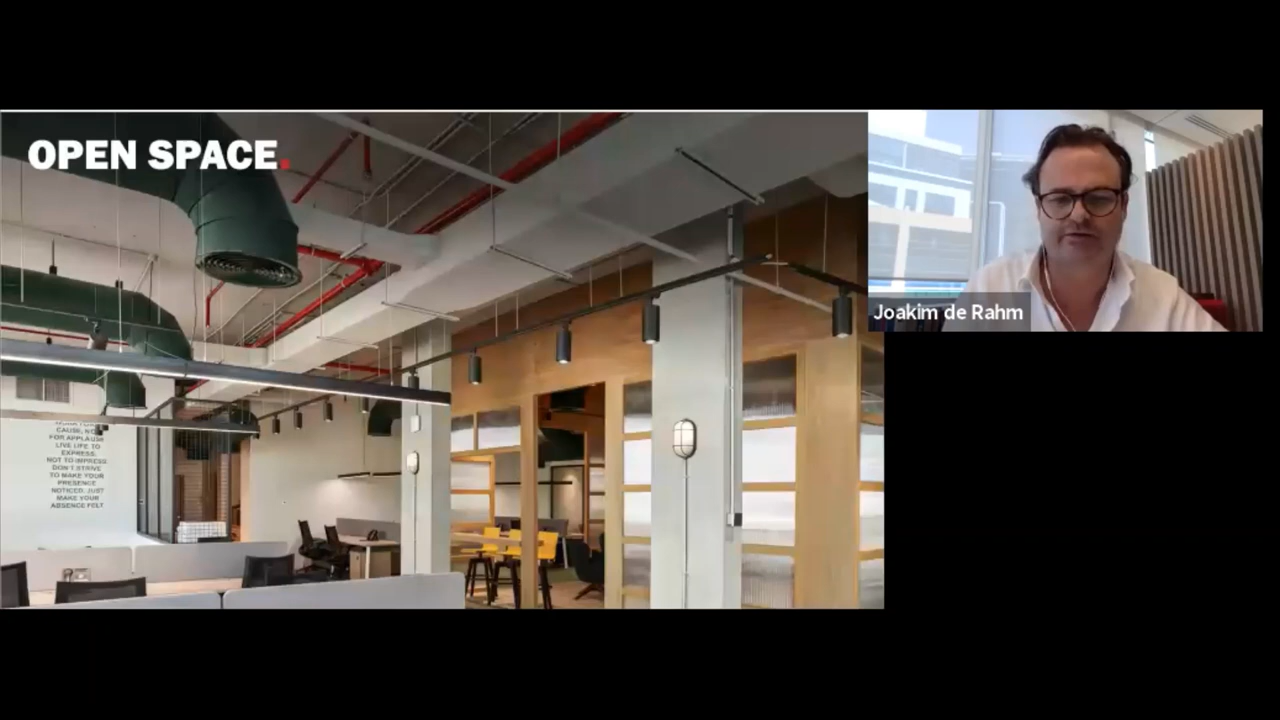 OPEN SPACE.
Joakim de Rahm
CAUSE, NOT
FOR APPLAUSE
LIVE LIFE TO
EXPRESS,
NOT TO IMPRESS
DON'T STRIVE
TO MAKE YOUR
PRESENCE
NOTICED, JUST
MAKE YOUR
ABSENCE FELT